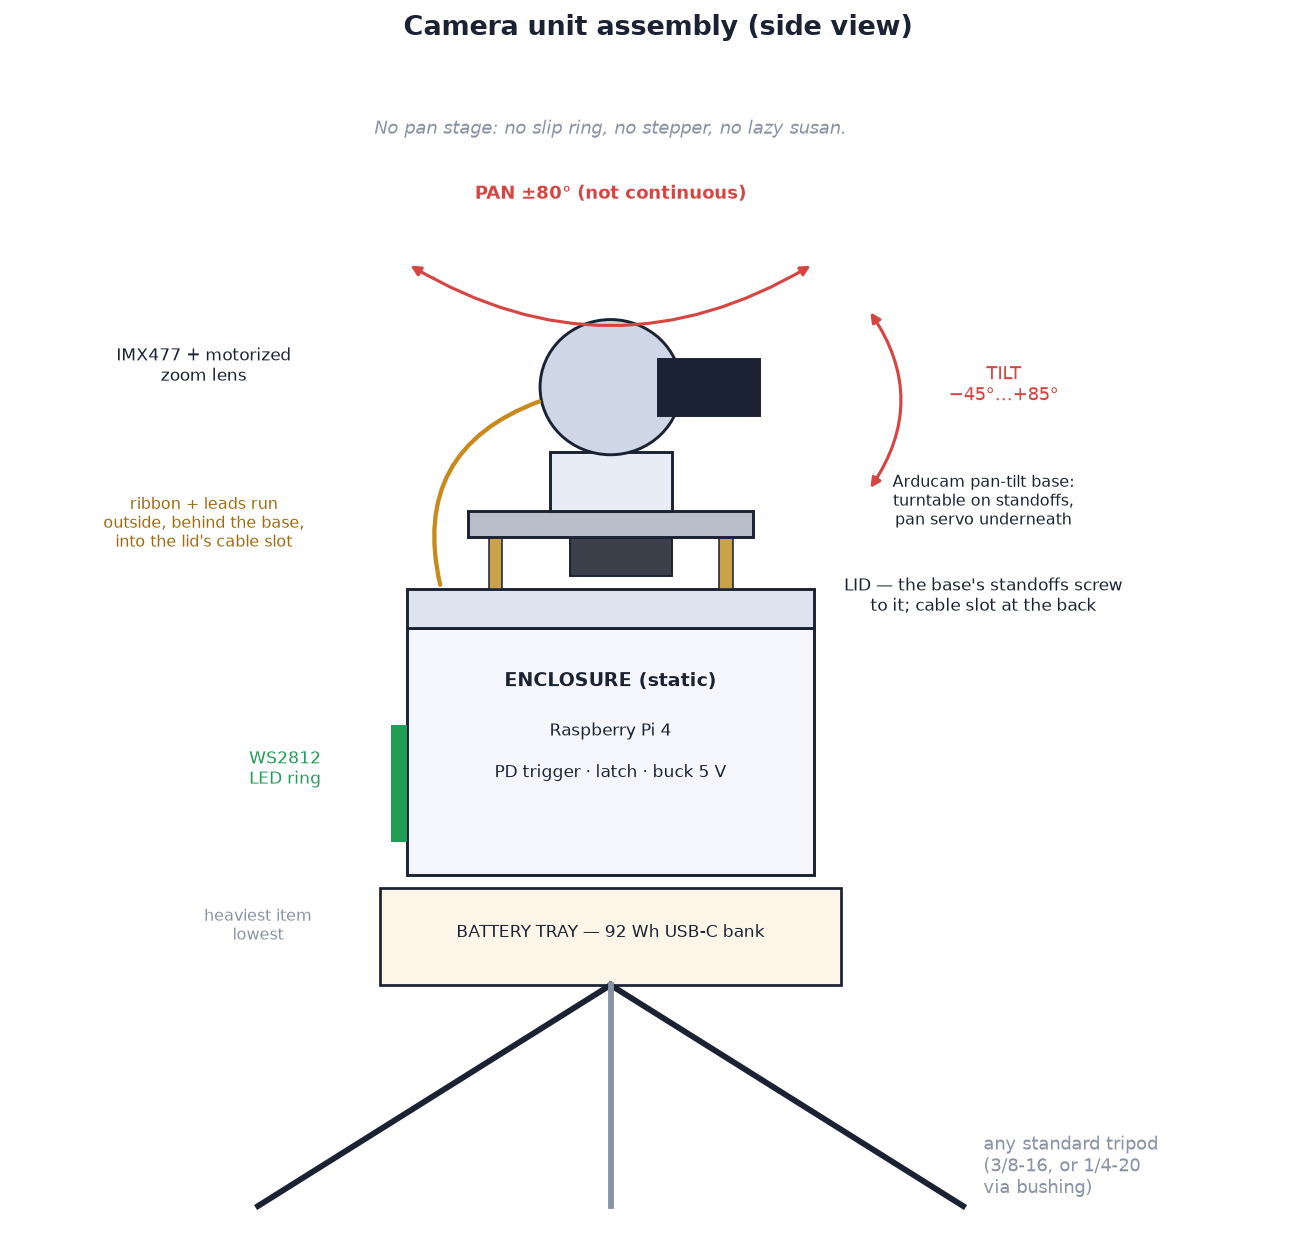 Camera unit assembly (side view)
No pan stage: no slip ring, no stepper, no lazy susan.
PAN ±80° (not continuous)
IMX477 + motorized
zoom lens
TILT
−45°…+85°
ribbon + leads run
outside, behind the base,
into the lid's cable slot
Arducam pan-tilt base:
turntable on standoffs,
pan servo underneath
LID — the base's standoffs screw
to it; cable slot at the back
ENCLOSURE (static)
Raspberry Pi 4
PD trigger · latch · buck 5 V
WS2812
LED ring
heaviest item
lowest
BATTERY TRAY — 92 Wh USB-C bank
any standard tripod
(3/8-16, or 1/4-20
via bushing)